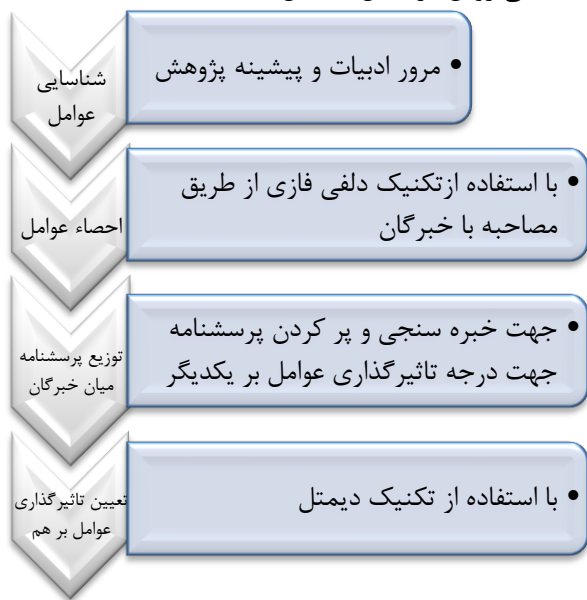 شناسایی
عوامل
• مرور ادبیات و پیشینه پژوهش
احصاء عوامل
• با استفاده ازتکنیک دلفی فازی از طریق
مصاحبه با خبرگان
توزیع پرسشنامه
میان خبرگان
• جهت خبره سنجی و پر کردن پرسشنامه
جهت درجه تاثیرگذاری عوامل بر یکدیگر
تعیین تاثیرگذاری
عوامل بر هم
• با استفاده از تکنیک دیمتل